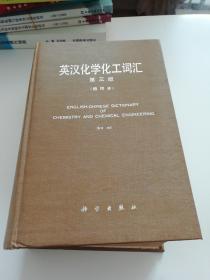 英汉化学化工词汇
第三版
(缩印本)
ENGLISH-CHINESE DICTIONARY
OF
CHEMISTRY AND CHEMICAL ENGINEERING
科学出版社